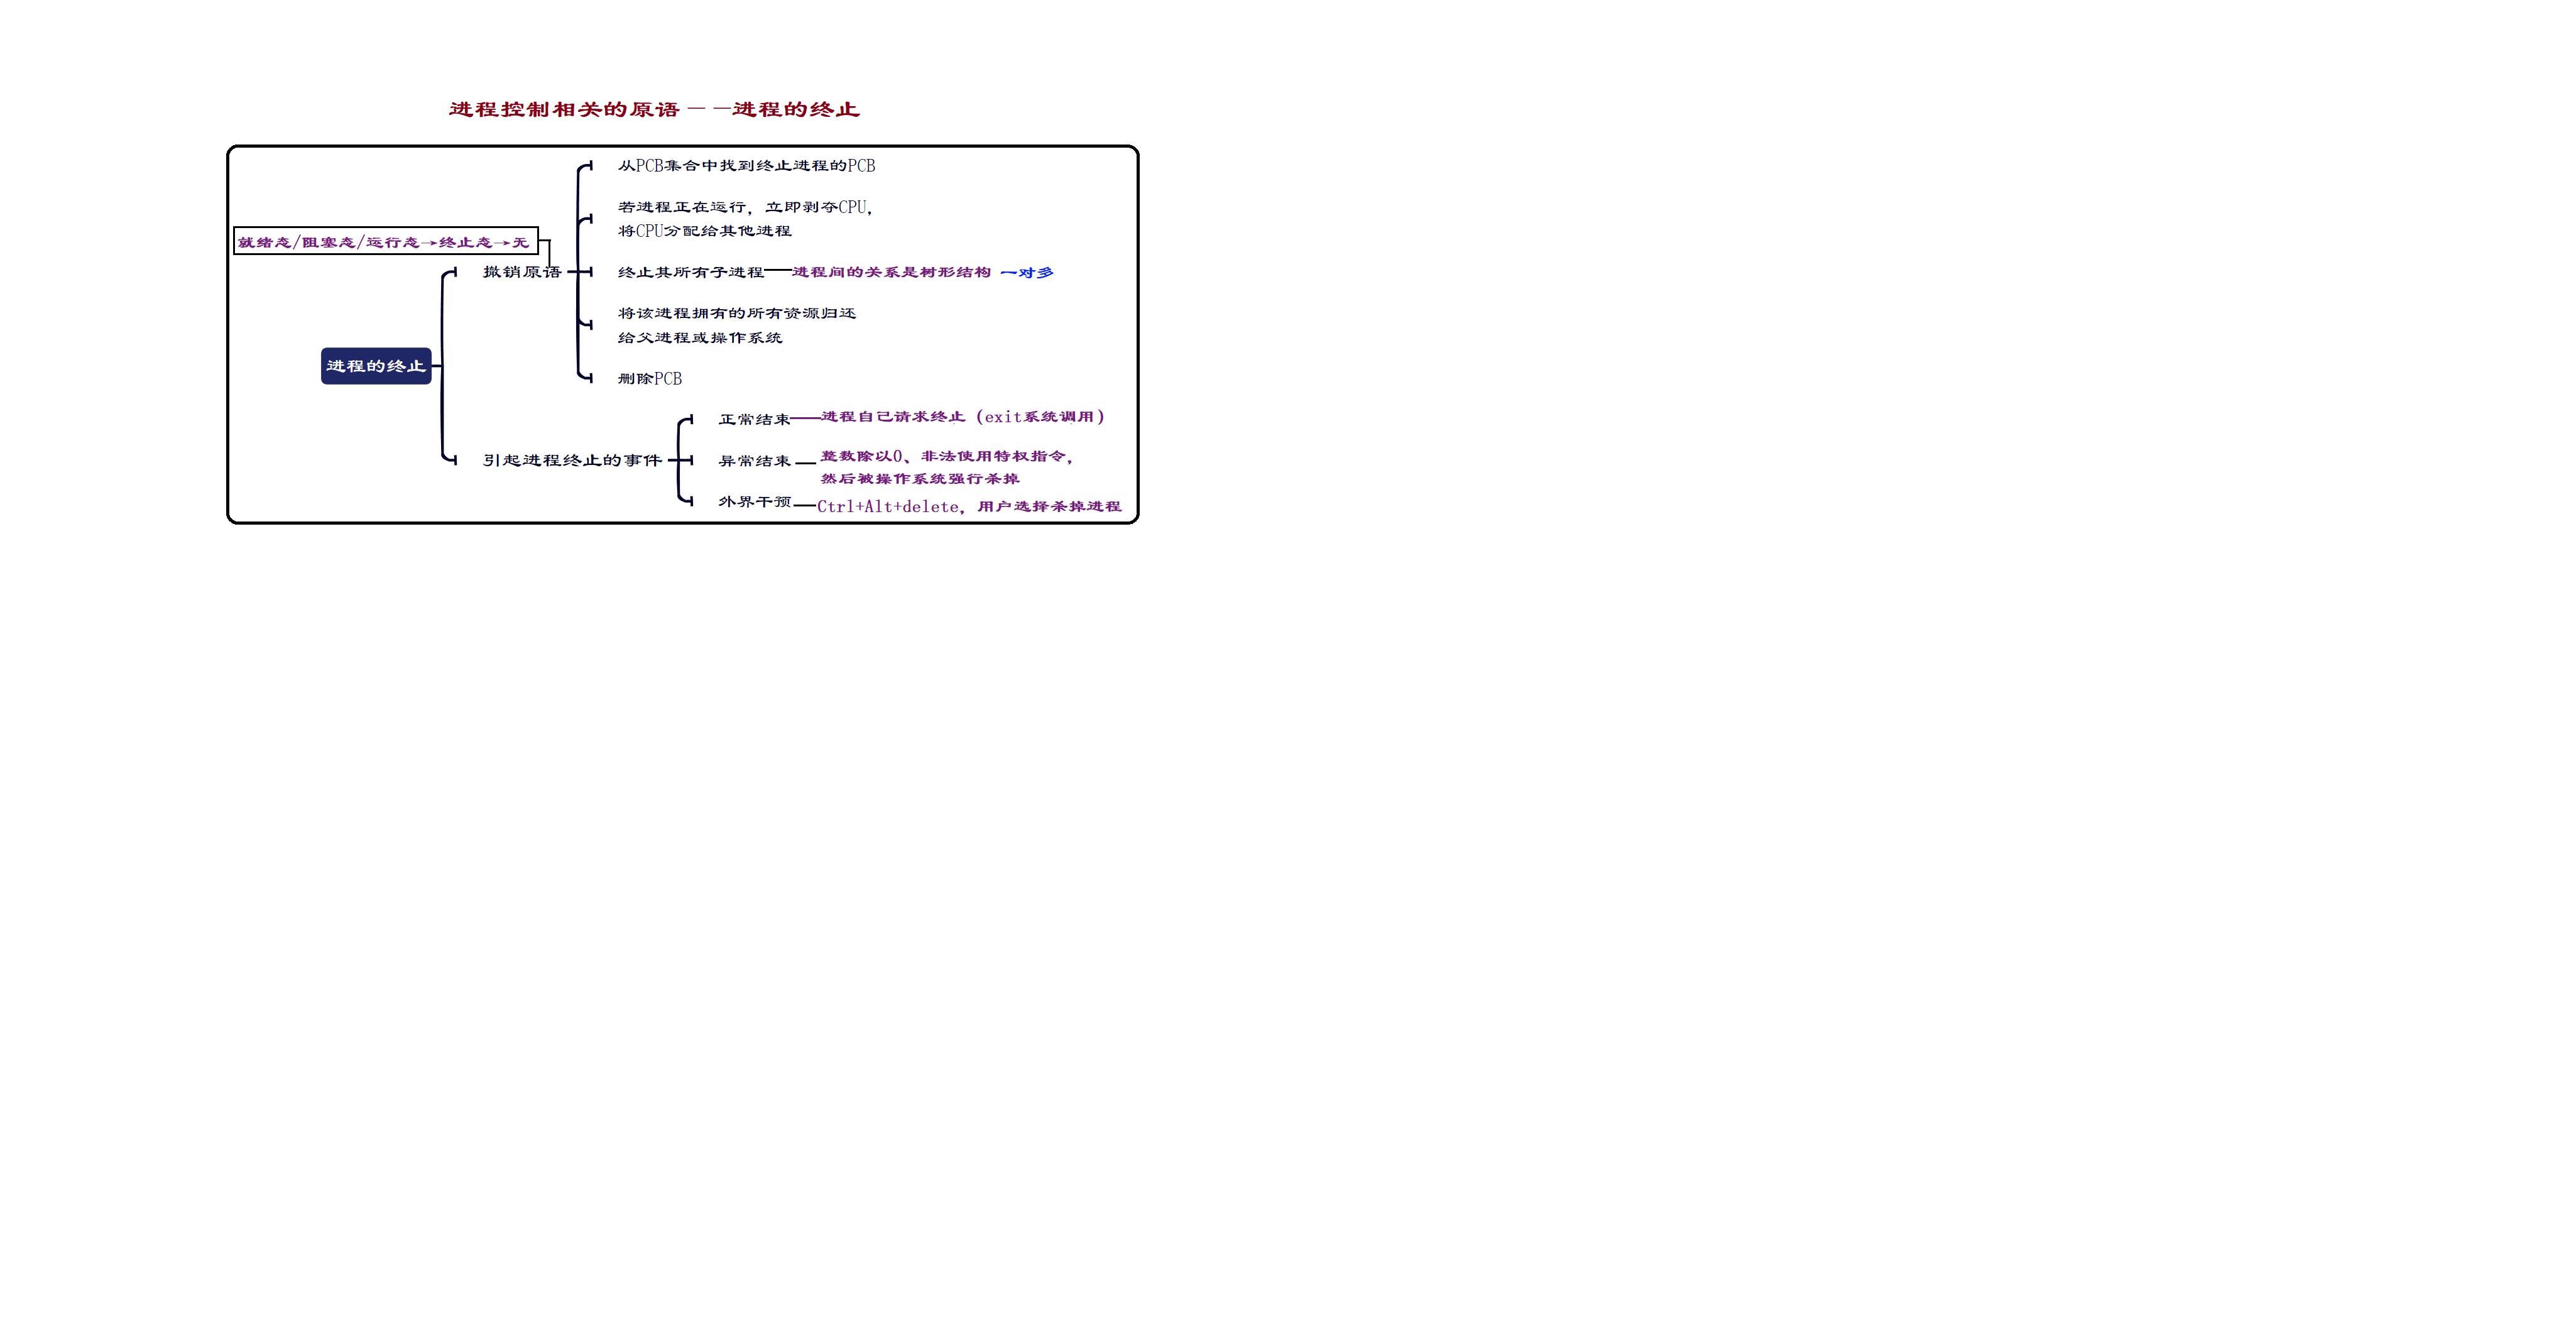 进程控制相关的原语——进程的终止
从PCB集合中找到终止进程的PCB
若进程正在运行，立即剥夺CPU，
将CPU分配给其他进程
就绪态/阻塞态/运行态→终止态→无
撤销原语
终止其所有子进程
进程间的关系是树形结构 一对多
将该进程拥有的所有资源归还
给父进程或操作系统
进程的终止
删除PCB
正常结束
进程自己请求终止（exit系统调用）
引起进程终止的事件
异常结束
整数除以0、非法使用特权指令，
然后被操作系统强行杀掉
外界干预
Ctrl+Alt+delete，用户选择杀掉进程